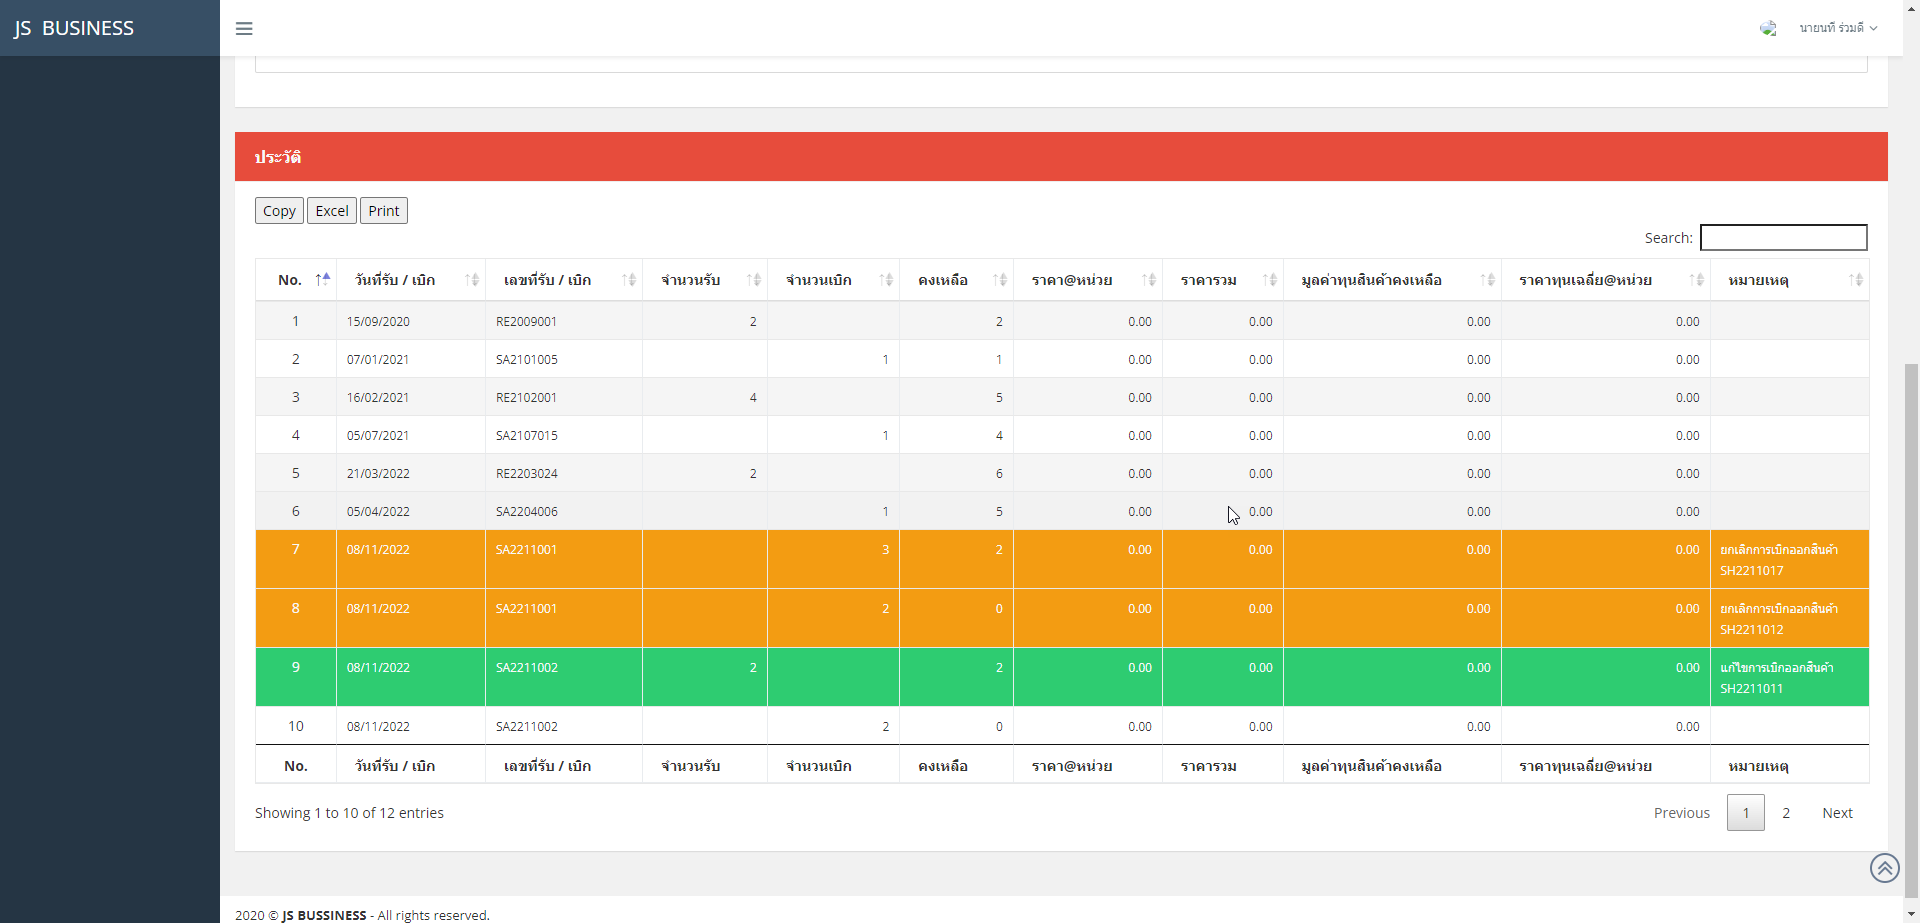 JS BUSINESS
นายนที ร่วมดี
ประวัติ
Copy Excel Print
Search:
No. วันที่รับ / เบิก เลขที่รับ / เบิก จำนวนรับ จำนวนเบิก คงเหลือ ราคา@หน่วย ราคารวม มูลค่าทุนสินค้าคงเหลือ ราคาทุนเฉลี่ย@หน่วย หมายเหตุ
1 15/09/2020 RE2009001 2 2 0.00 0.00 0.00 0.00
2 07/01/2021 SA2101005 1 1 0.00 0.00 0.00 0.00
3 16/02/2021 RE2102001 4 5 0.00 0.00 0.00 0.00
4 05/07/2021 SA2107015 1 4 0.00 0.00 0.00 0.00
5 21/03/2022 RE2203024 2 6 0.00 0.00 0.00 0.00
6 05/04/2022 SA2204006 1 5 0.00 0.00 0.00 0.00
7 08/11/2022 SA2211001 3 2 0.00 0.00 0.00 0.00 ยกเลิกการเบิกออกสินค้า
SH2211017
8 08/11/2022 SA2211001 2 0 0.00 0.00 0.00 0.00 ยกเลิกการเบิกออกสินค้า
SH2211012
9 08/11/2022 SA2211002 2 2 0.00 0.00 0.00 0.00 แก้ไขการเบิกออกสินค้า
SH2211011
10 08/11/2022 SA2211002 2 0 0.00 0.00 0.00 0.00
No. วันที่รับ / เบิก เลขที่รับ / เบิก จำนวนรับ จำนวนเบิก คงเหลือ ราคา@หน่วย ราคารวม มูลค่าทุนสินค้าคงเหลือ ราคาทุนเฉลี่ย@หน่วย หมายเหตุ
Showing 1 to 10 of 12 entries
Previous 1 2 Next
2020 © JS BUSSINESS - All rights reserved.